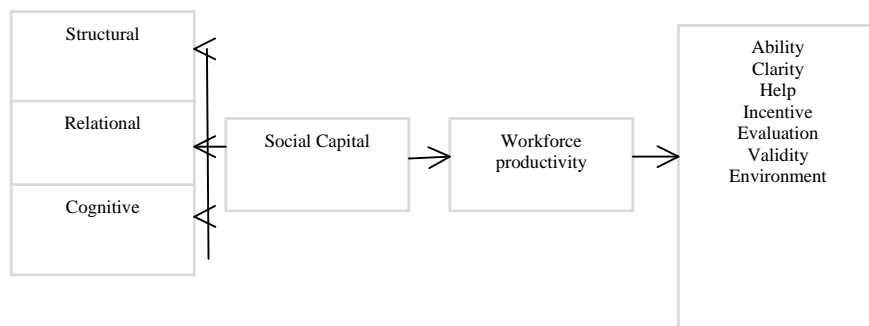 Structural
Relational
Cognitive
Social Capital
Workforce
productivity
Ability
Clarity
Help
Incentive
Evaluation
Validity
Environment